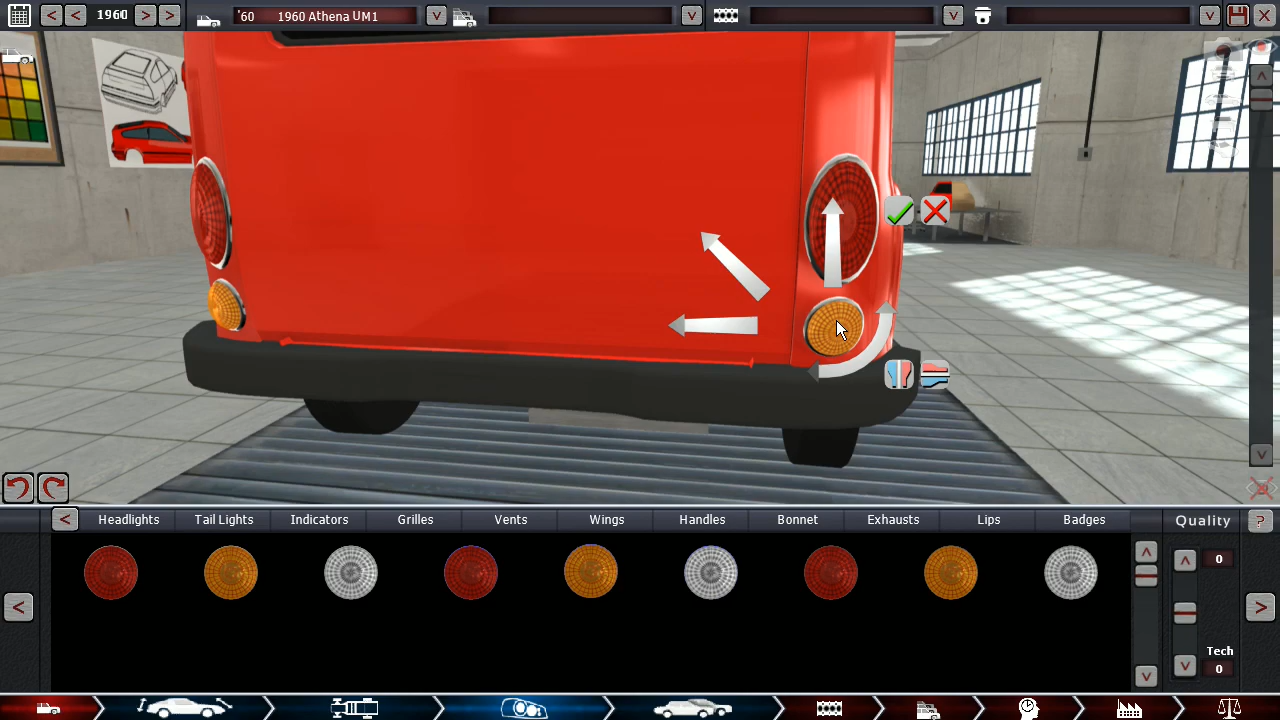 1960
'60 1960 Athena UM1
Headlights Tail Lights Indicators Grilles Vents Wings Handles Bonnet Exhausts Lips Badges
Quality ?
0
Tech
0